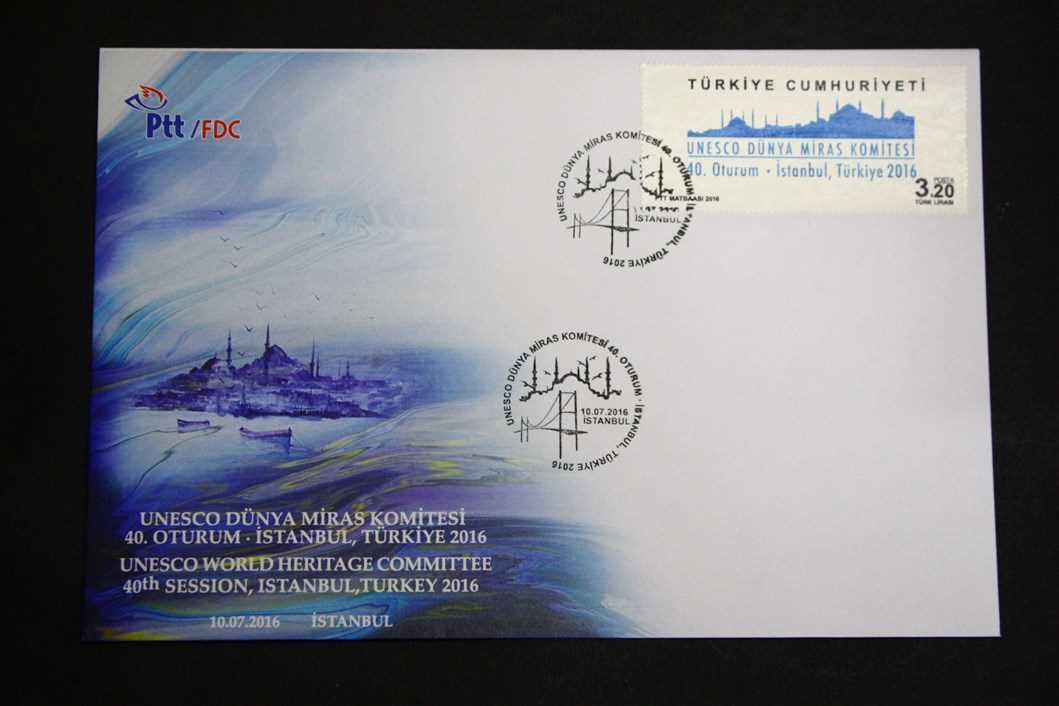 Ptt/FDC
TÜRKİYE CUMHURİYETİ
UNESCO DÜNYA MİRAS KOMİTESİ
40. Oturum • İstanbul, Türkiye 2016
PTT MATBAASI 2016
POSTA
3.20
TÜRK LİRASI
UNESCO DÜNYA MİRAS KOMİTESİ 40. OTURUM • İSTANBUL, TÜRKİYE 2016
İSTANBUL
UNESCO DÜNYA MİRAS KOMİTESİ 40. OTURUM • İSTANBUL, TÜRKİYE 2016
10.07.2016
İSTANBUL
UNESCO DÜNYA MİRAS KOMİTESİ
40. OTURUM · İSTANBUL, TÜRKİYE 2016
UNESCO WORLD HERITAGE COMMITTEE
40th SESSION, ISTANBUL,TURKEY 2016
10.07.2016 İSTANBUL